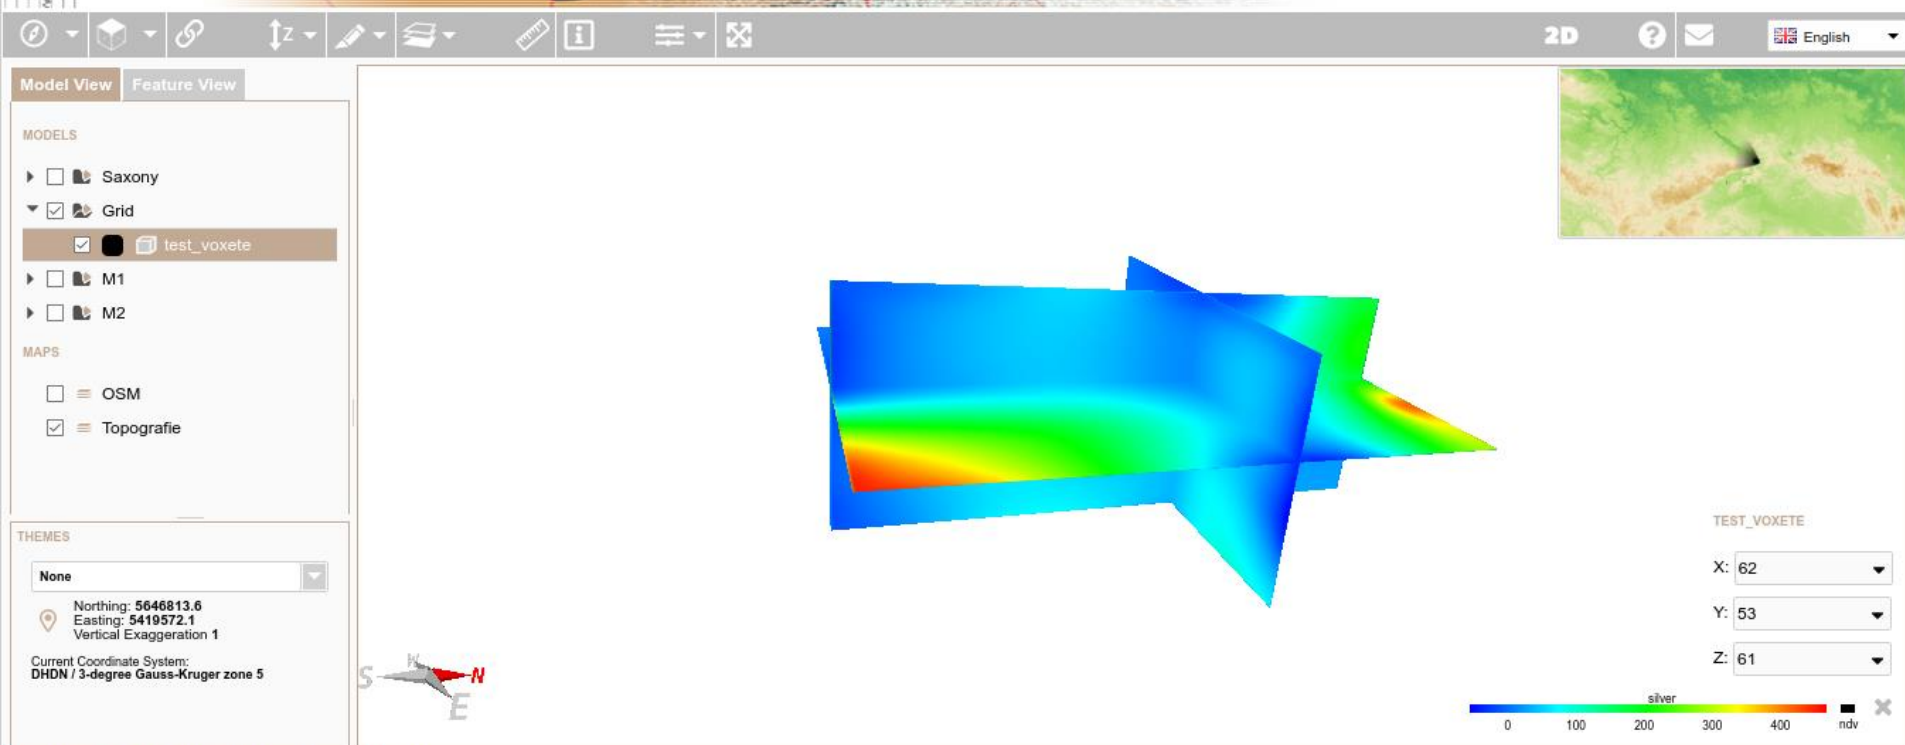 Z
2D
?
English
Model View
Feature View
MODELS
Saxony
Grid
test_voxete
M1
M2
MAPS
OSM
Topografie
THEMES
None
Northing: 5646813.6
Easting: 5419572.1
Vertical Exaggeration 1
Current Coordinate System:
DHDN / 3-degree Gauss-Kruger zone 5
S
W
N
E
TEST_VOXETE
X: 62
Y: 53
Z: 61
silver
0 100 200 300 400 ndv